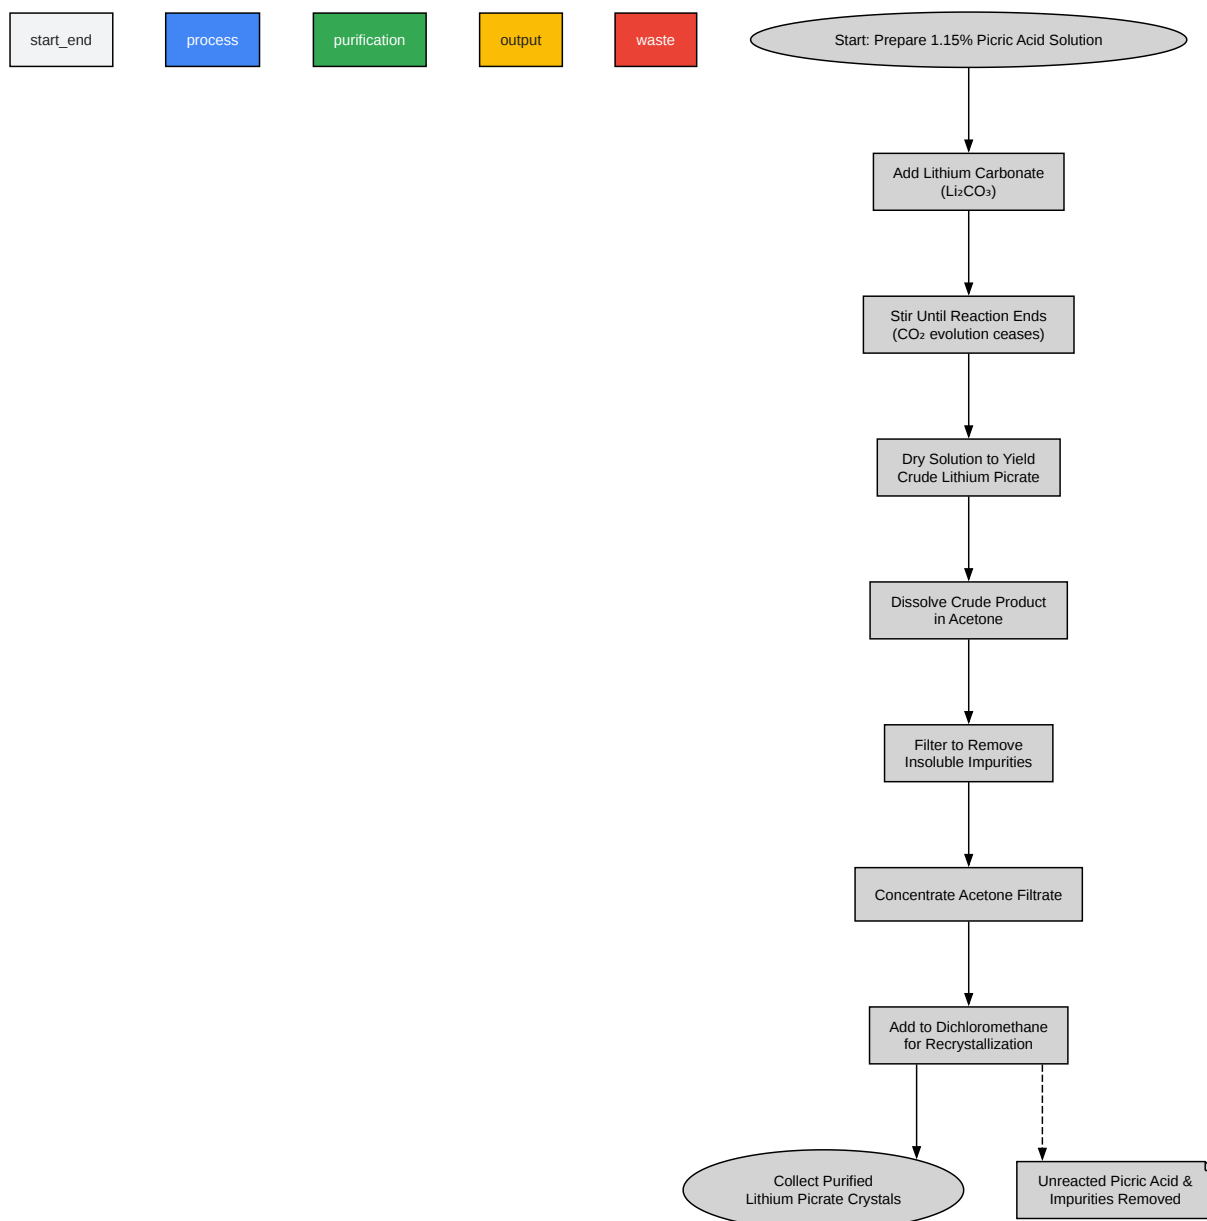 start_end
process
purification
output
waste
Start: Prepare 1.15% Picric Acid Solution
Add Lithium Carbonate
(Li₂CO₃)
Stir Until Reaction Ends
(CO₂ evolution ceases)
Dry Solution to Yield
Crude Lithium Picrate
Dissolve Crude Product
in Acetone
Filter to Remove
Insoluble Impurities
Concentrate Acetone Filtrate
Add to Dichloromethane
for Recrystallization
Collect Purified
Lithium Picrate Crystals
Unreacted Picric Acid &
Impurities Removed